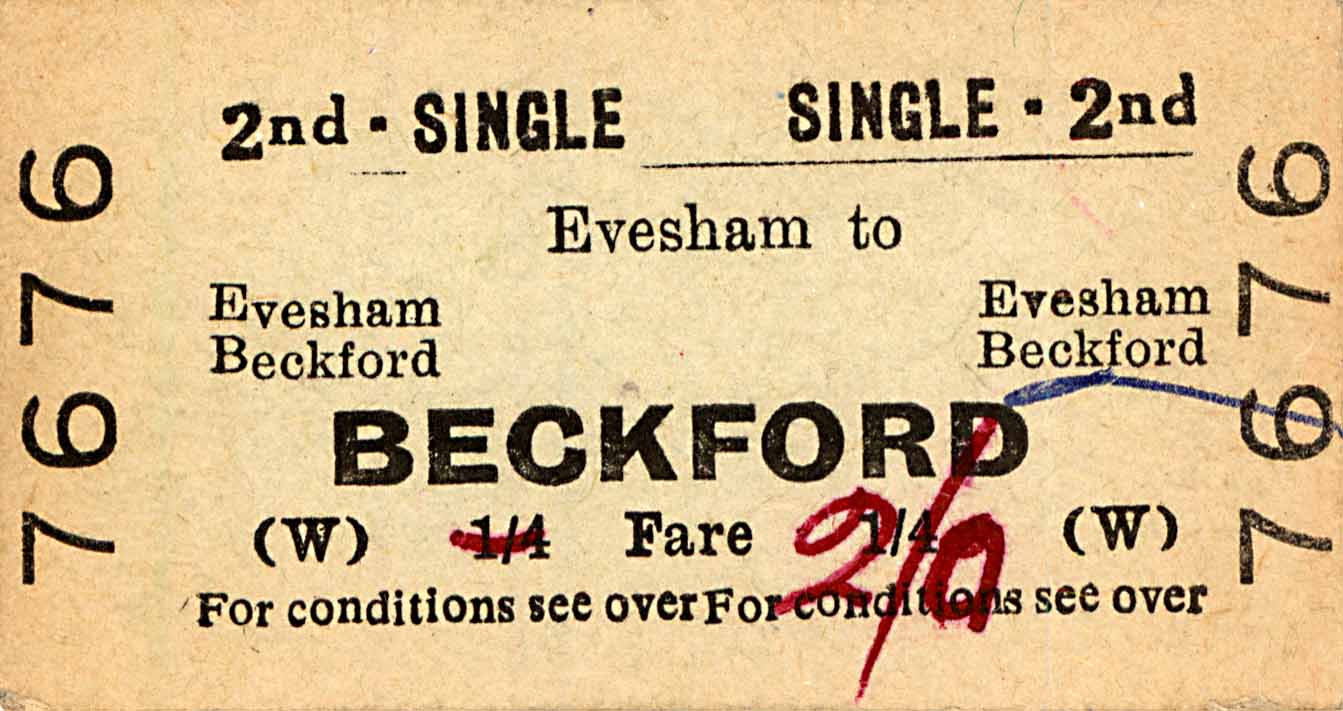 2nd - SINGLE SINGLE - 2nd
Evesham to
Evesham Evesham
Beckford Beckford
BECKFORD
(W) 1/4 Fare 1/4 (W)
2/0
For conditions see over For conditions see over
7676
7676